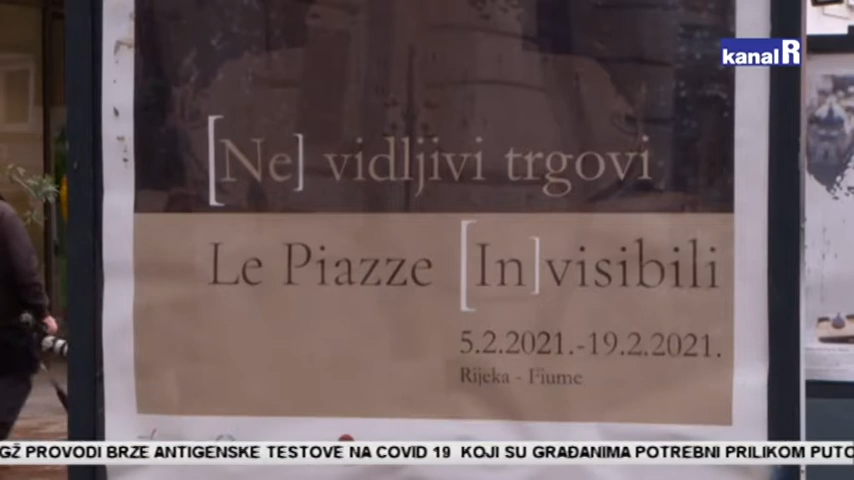 kanal R
[Ne] vidljivi trgovi
Le Piazze [In]visibili
5.2.2021.-19.2.2021.
Rijeka - Fiume
GŽ PROVODI BRZE ANTIGENSKE TESTOVE NA COVID 19 KOJI SU GRAĐANIMA POTREBNI PRILIKOM PUTO